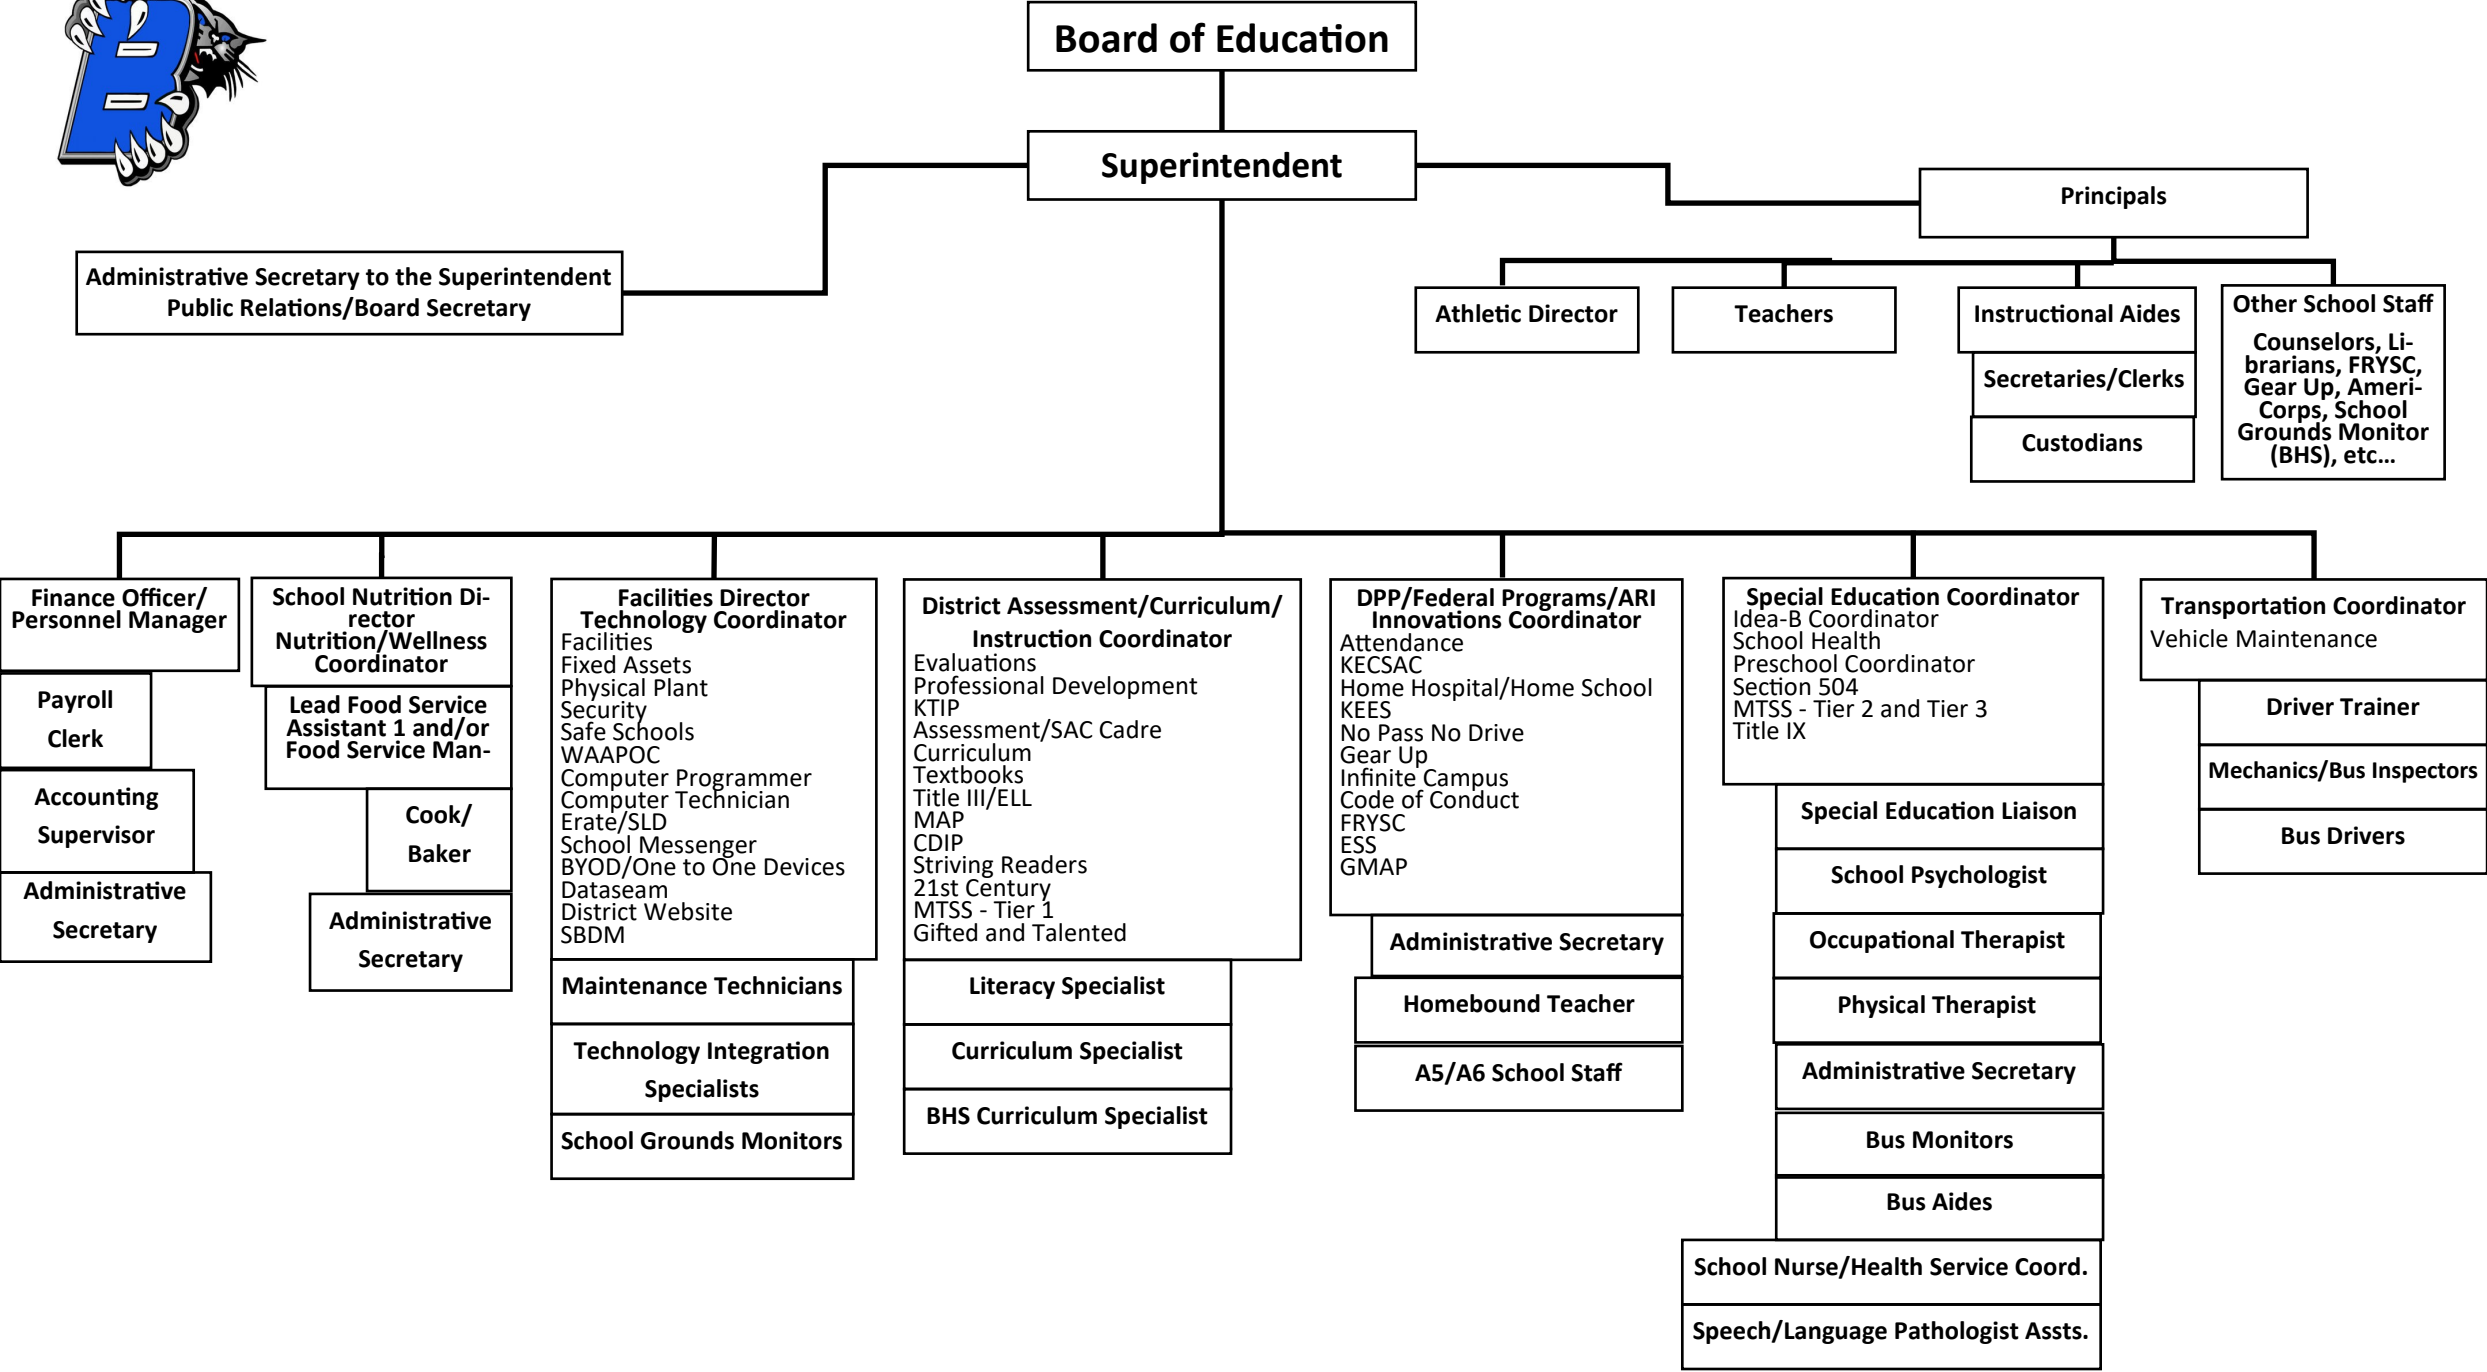 B
Board of Education
Superintendent
Principals
Administrative Secretary to the Superintendent
Public Relations/Board Secretary
Athletic Director
Teachers
Instructional Aides
Secretaries/Clerks
Custodians
Other School Staff
Counselors, Li-
brarians, FRYSC,
Gear Up, Ameri-
Corps, School
Grounds Monitor
(BHS), etc…
Finance Officer/
Personnel Manager
Payroll
Clerk
Accounting
Supervisor
Administrative
Secretary
School Nutrition Di-
rector
Nutrition/Wellness
Coordinator
Lead Food Service
Assistant 1 and/or
Food Service Man-
Cook/
Baker
Administrative
Secretary
Facilities Director
Technology Coordinator
Facilities
Fixed Assets
Physical Plant
Security
Safe Schools
WAAPOC
Computer Programmer
Computer Technician
Erate/SLD
School Messenger
BYOD/One to One Devices
Dataseam
District Website
SBDM
Maintenance Technicians
Technology Integration
Specialists
School Grounds Monitors
District Assessment/Curriculum/
Instruction Coordinator
Evaluations
Professional Development
KTIP
Assessment/SAC Cadre
Curriculum
Textbooks
Title III/ELL
MAP
CDIP
Striving Readers
21st Century
MTSS - Tier 1
Gifted and Talented
Literacy Specialist
Curriculum Specialist
BHS Curriculum Specialist
DPP/Federal Programs/ARI
Innovations Coordinator
Attendance
KECSAC
Home Hospital/Home School
KEES
No Pass No Drive
Gear Up
Infinite Campus
Code of Conduct
FRYSC
ESS
GMAP
Administrative Secretary
Homebound Teacher
A5/A6 School Staff
Special Education Coordinator
Idea-B Coordinator
School Health
Preschool Coordinator
Section 504
MTSS - Tier 2 and Tier 3
Title IX
Special Education Liaison
School Psychologist
Occupational Therapist
Physical Therapist
Administrative Secretary
Bus Monitors
Bus Aides
School Nurse/Health Service Coord.
Speech/Language Pathologist Assts.
Transportation Coordinator
Vehicle Maintenance
Driver Trainer
Mechanics/Bus Inspectors
Bus Drivers